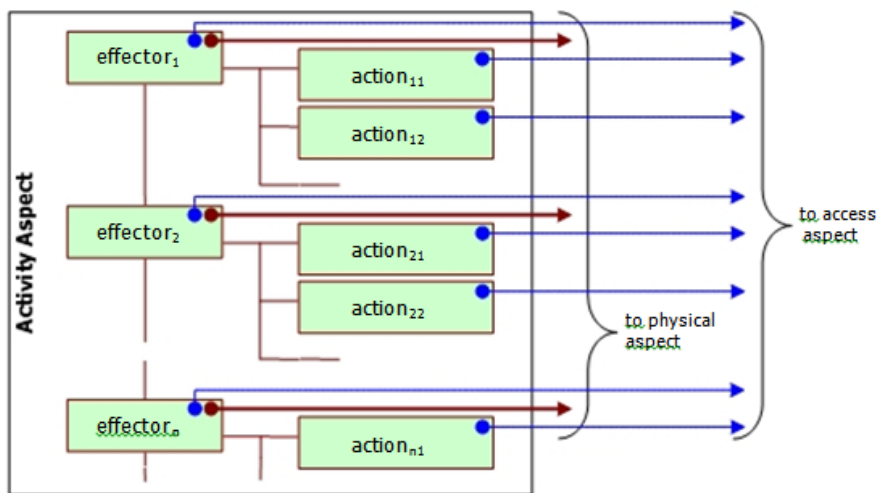 Activity Aspect
effector₁
action₁₁
action₁₂
effector₂
action₂₁
action₂₂
effectorₙ
actionₙ₁
to physical
aspect
to access
aspect